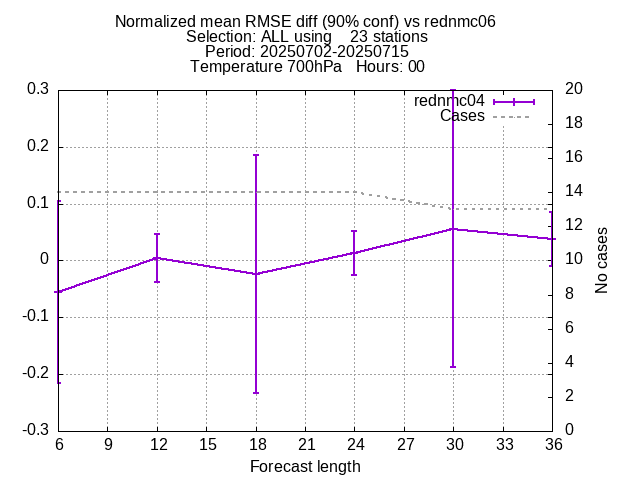 Normalized mean RMSE diff (90% conf) vs rednmc06
Selection: ALL using    23 stations
Period: 20250702-20250715
Temperature 700hPa   Hours: 00
rednmc04
Cases
0.3
0.2
0.1
0
-0.1
-0.2
-0.3
20
18
16
14
12
10
8
6
4
2
0
No cases
6 9 12 15 18 21 24 27 30 33 36
Forecast length